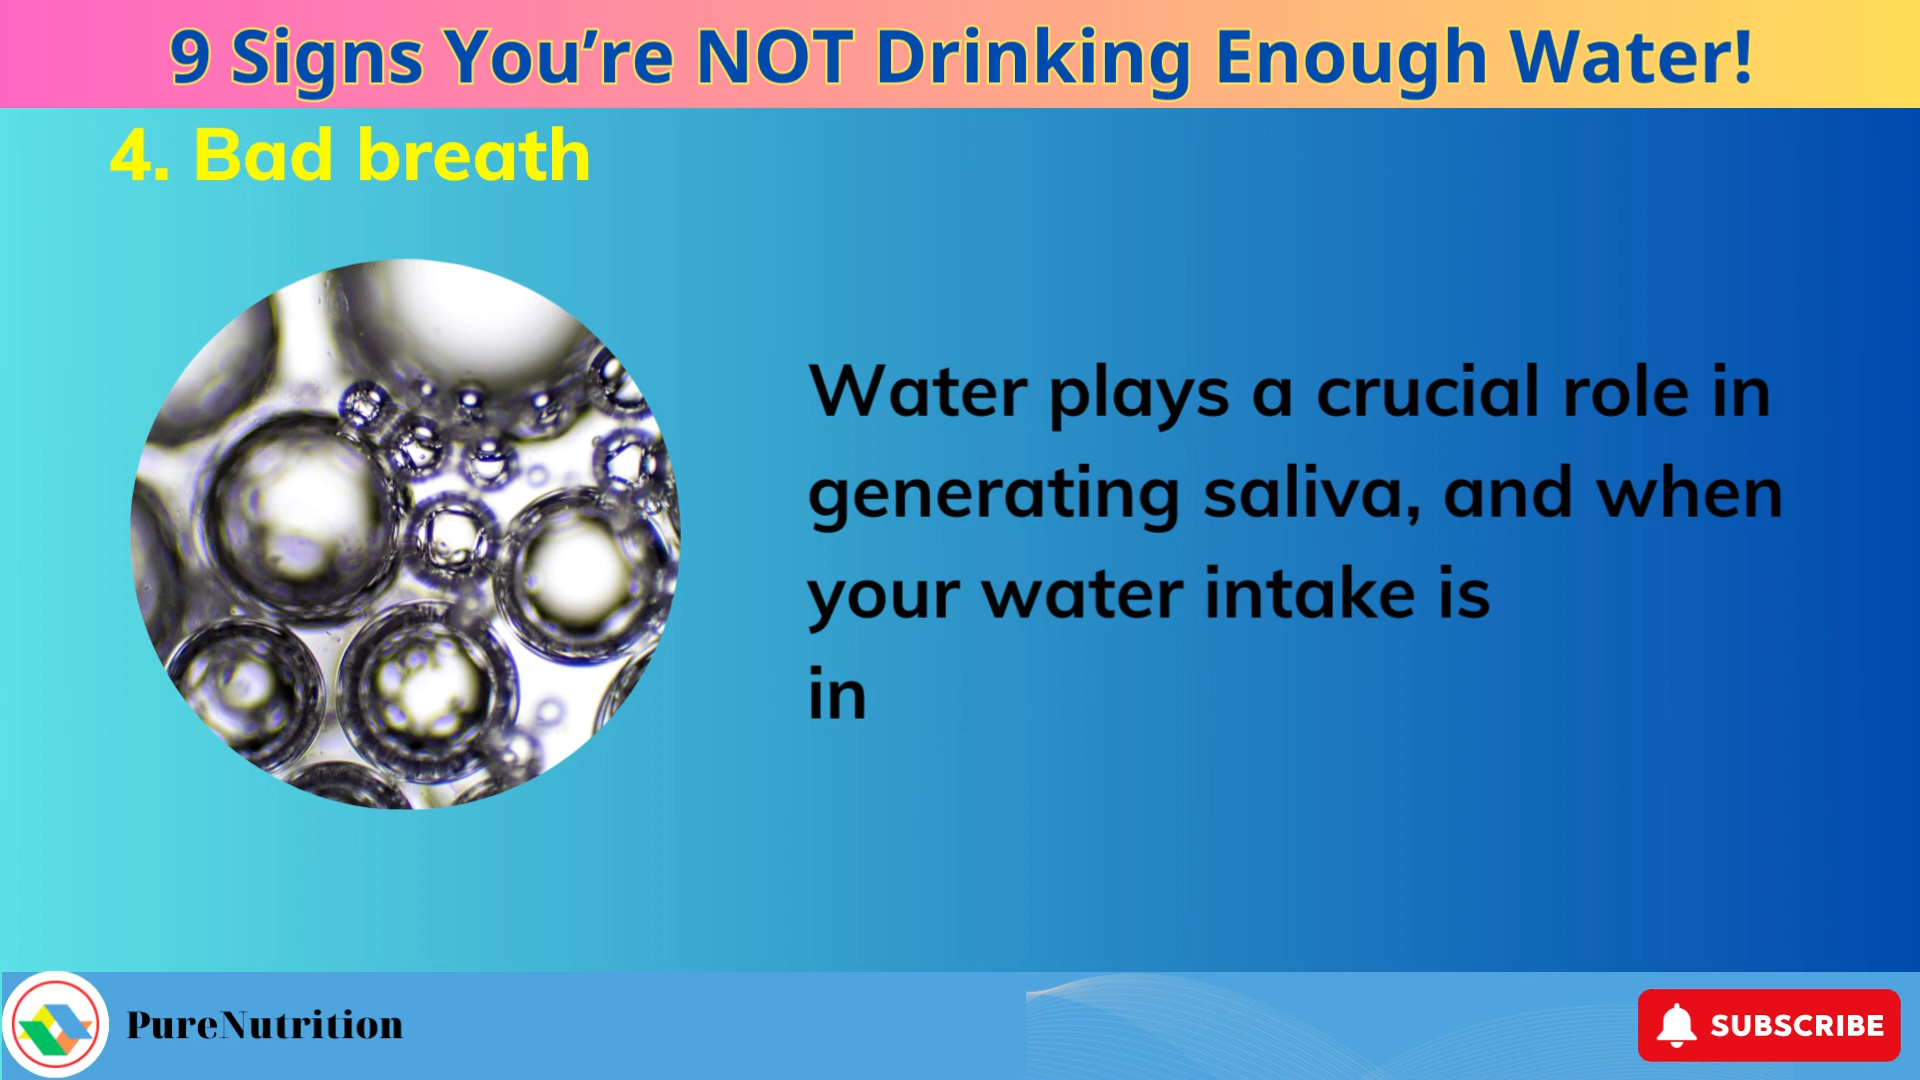 9 Signs You’re NOT Drinking Enough Water!
4. Bad breath
Water plays a crucial role in
generating saliva, and when
your water intake is
in
PureNutrition
SUBSCRIBE